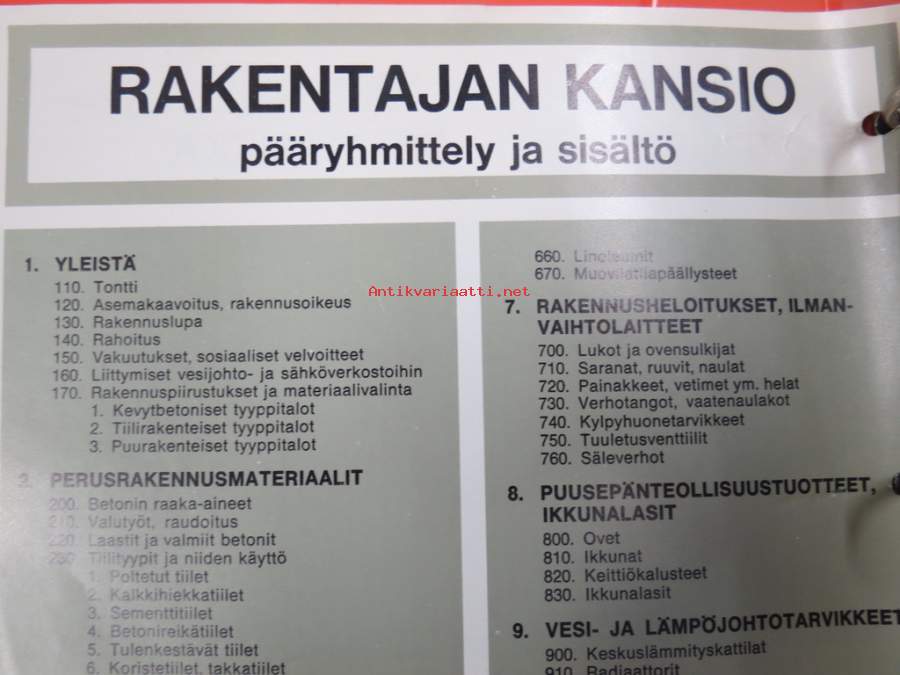 RAKENTAJAN KANSIO
pääryhmittely ja sisältö
1. YLEISTÄ
110. Tontti
120. Asemakaavoitus, rakennusoikeus
130. Rakennuslupa
140. Rahoitus
150. Vakuutukset, sosiaaliset velvoitteet
160. Liittymiset vesijohto- ja sähköverkostoihin
170. Rakennuspiirustukset ja materiaalivalinta
1. Kevytbetoniset tyyppitalot
2. Tiilirakenteiset tyyppitalot
3. Puurakenteiset tyyppitalot
2. PERUSRAKENNUSMATERIAALIT
200. Betonin raaka-aineet
210. Valutyöt, raudoitus
220. Laastit ja valmiit betonit
230. Tiilityypit ja niiden käyttö
1. Poltetut tiilet
2. Kalkkihiekkatiilet
3. Sementtitiilet
4. Betonireikätiilet
5. Tulenkestävät tiilet
6. Koristetiilet, takkatiilet
660. Linoleumit
670. Muovilattiapäällysteet
7. RAKENNUSHELOITUKSET, ILMAN-
VAIHTOLAITTEET
700. Lukot ja ovensulkijat
710. Saranat, ruuvit, naulat
720. Painakkeet, vetimet ym. helat
730. Verhotangot, vaatenaulakot
740. Kylpyhuonetarvikkeet
750. Tuuletusventtiilit
760. Säleverhot
8. PUUSEPÄNTEOLLISUUSTUOTTEET,
IKKUNALASIT
800. Ovet
810. Ikkunat
820. Keittiökalusteet
830. Ikkunalasit
9. VESI- JA LÄMPÖJOHTOTARVIKKEET
900. Keskuslämmityskattilat
910. Radiaattorit
Antikvariaatti.net